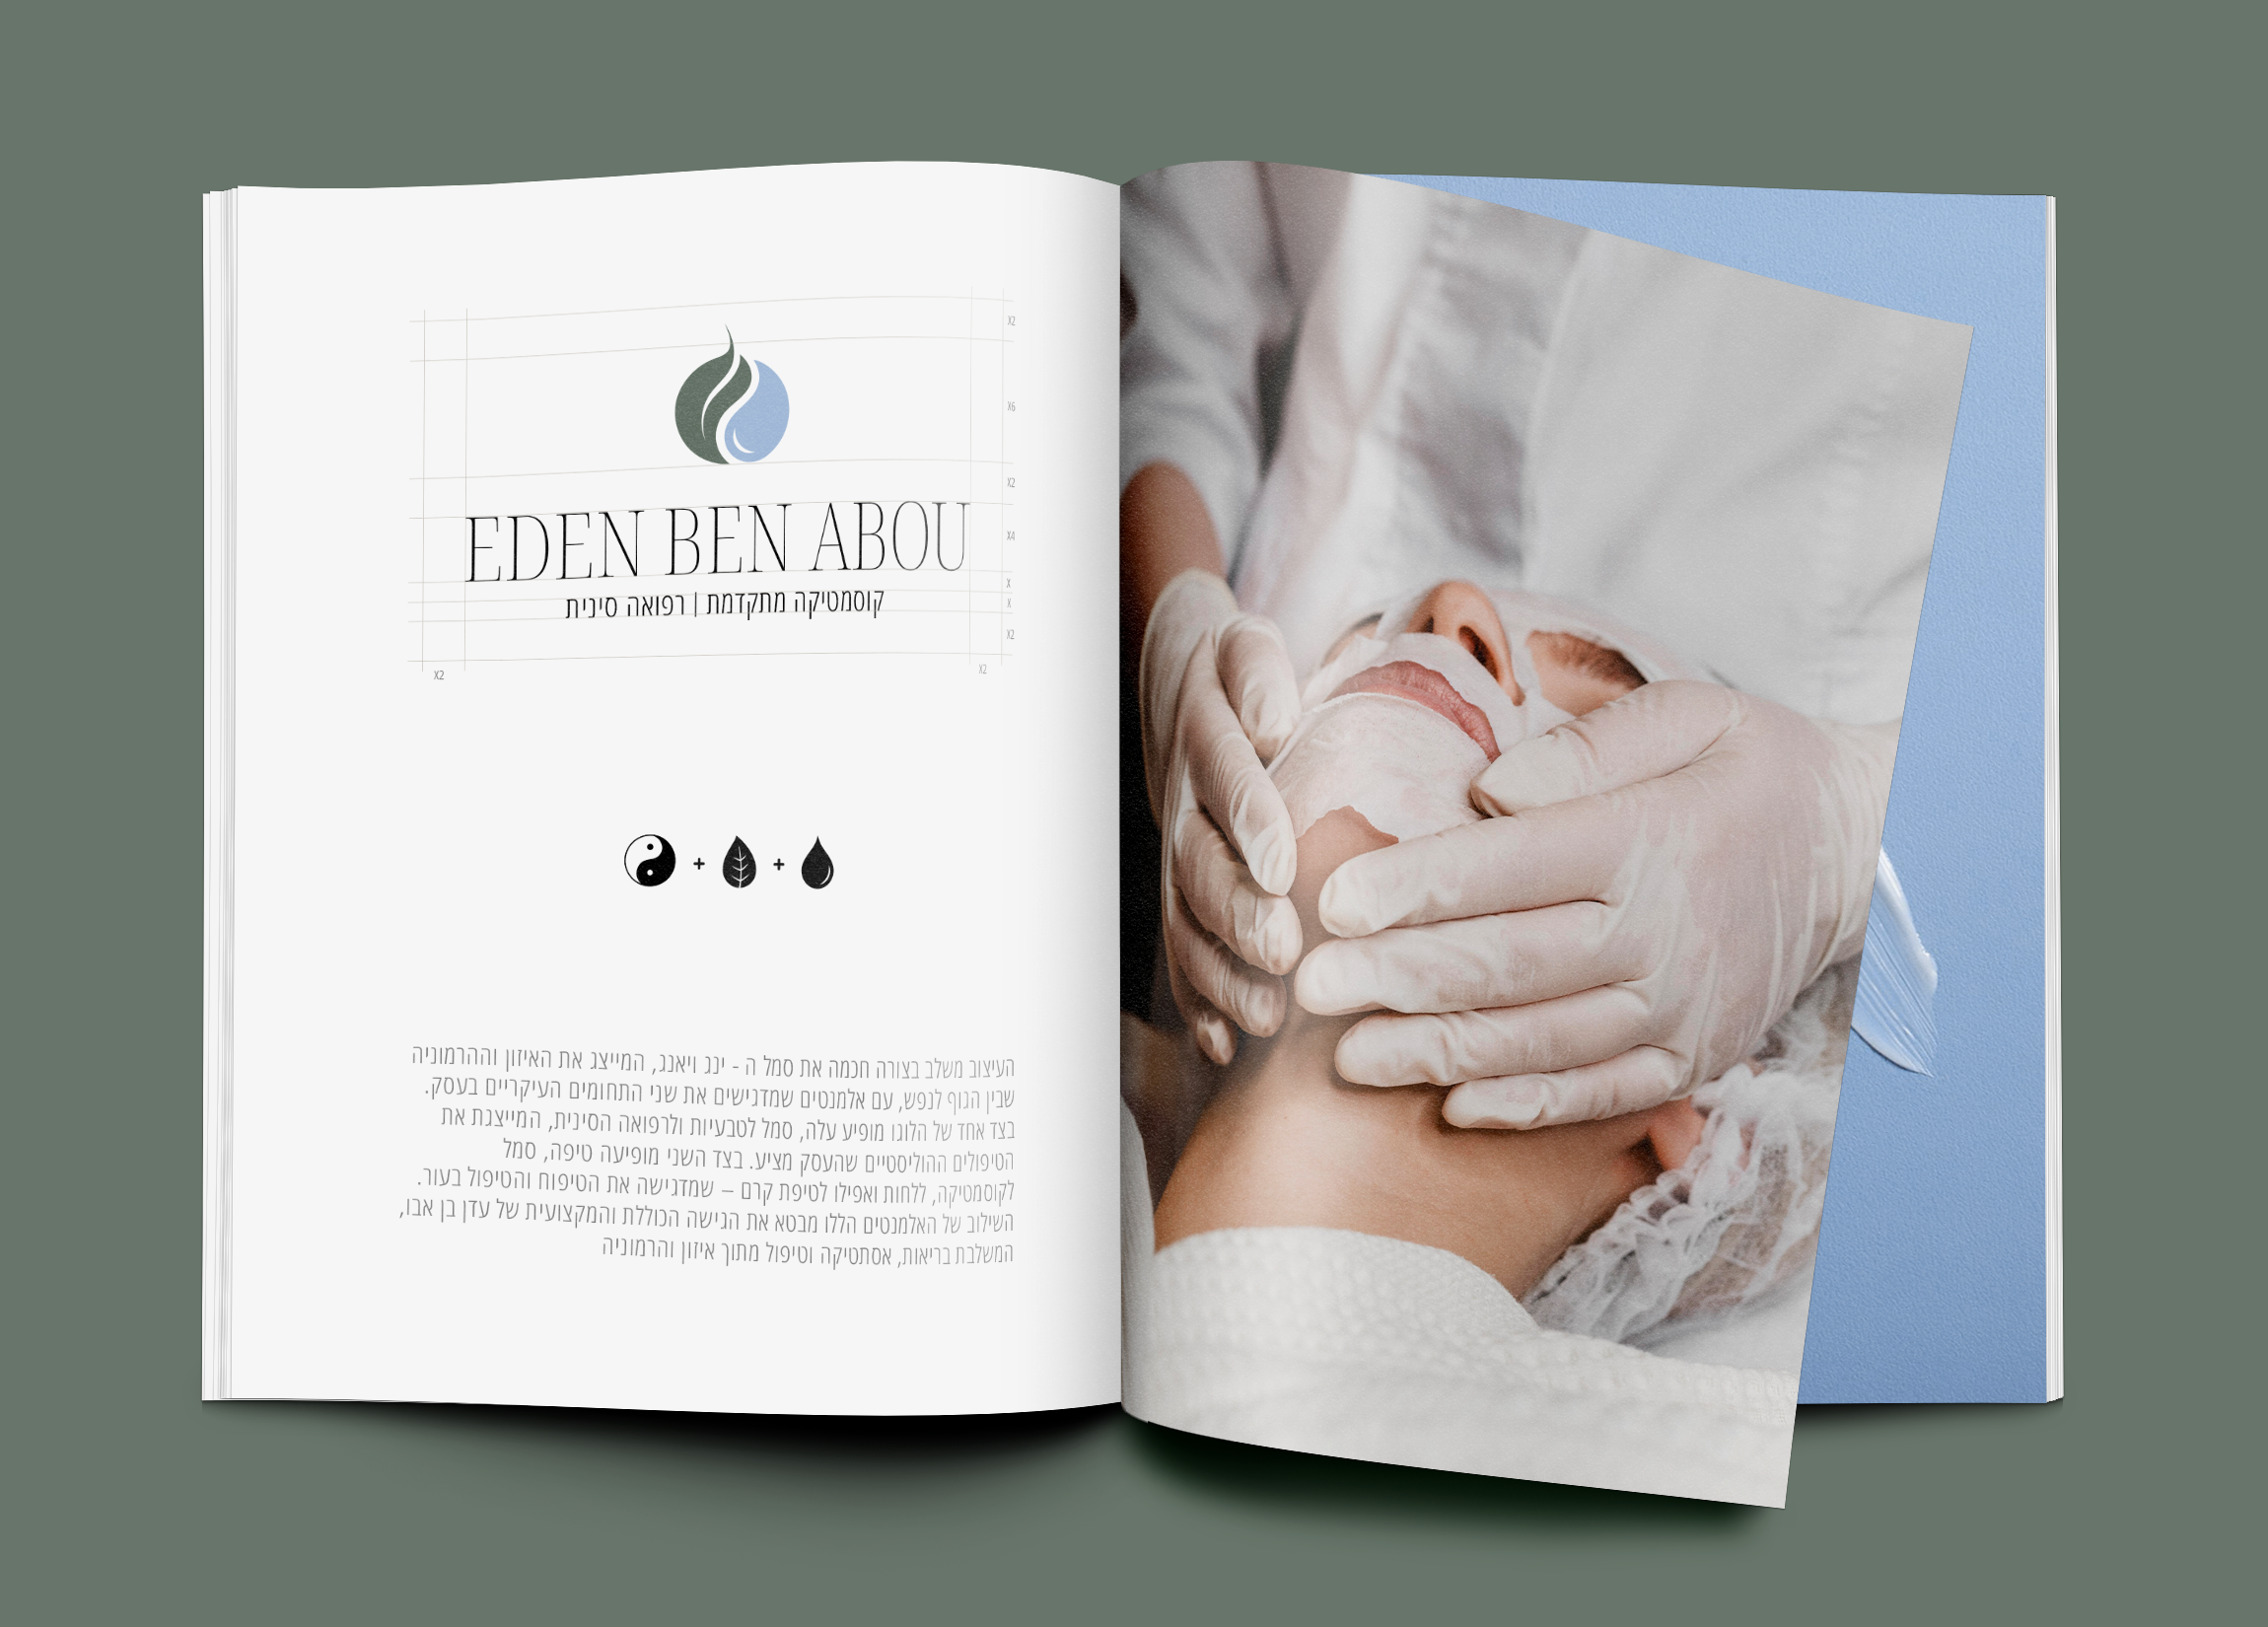 X2
X6
X2
EDEN BEN ABOU
X4
X
קוסמטיקה מתקדמת | רפואה סינית
X
X2
X2
X2
+ +
העיצוב משלב בצורה חכמה את סמל ה - ינג ויאנג, המייצג את האיזון וההרמוניה
שבין הגוף לנפש, עם אלמנטים שמדגישים את שני התחומים העיקריים בעסק.
בצד אחד של הלוגו מופיע עלה, סמל לטבעיות ולרפואה הסינית, המייצגת את
הטיפולים ההוליסטיים שהעסק מציע. בצד השני מופיעה טיפה, סמל
לקוסמטיקה, ללחות ואפילו לטיפת קרם – שמדגישה את הטיפוח והטיפול בעור.
השילוב של האלמנטים הללו מבטא את הגישה הכוללת והמקצועית של עדן בן אבו,
המשלבת בריאות, אסתטיקה וטיפול מתוך איזון והרמוניה